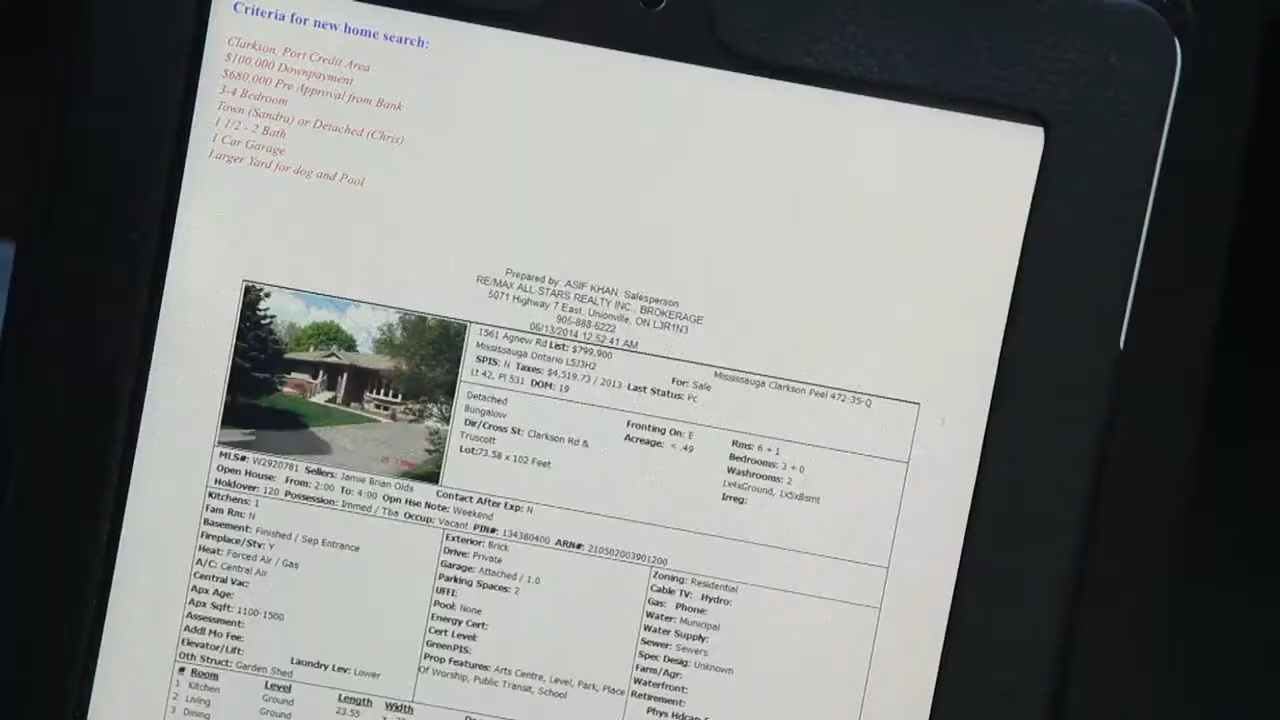 Criteria for new home search:
Clarkson, Port Credit Area
$100,000 Downpayment
$680,000 Pre Approval from Bank
3-4 Bedroom
Town (Sandra) or Detached (Chris)
1 1/2 - 2 Bath
1 Car Garage
Larger Yard for dog and Pool
Prepared by: ASIF KHAN, Salesperson
RE/MAX ALL-STARS REALTY INC., BROKERAGE
5071 Highway 7 East, Unionville, ON L3R1N3
905-888-6222
06/13/2014 12:52:41 AM
1561 Agnew Rd List: $799,900
Mississauga Ontario L5J3H2 For: Sale Mississauga Clarkson Peel 472-35-Q
SPIS: N Taxes: $4,519.73 / 2013 Last Status: Pc
Lt 42, Pl 531 DOM: 19
Detached Fronting On: E Rms: 6 + 1
Bungalow Acreage: < .49 Bedrooms: 3 + 0
Dir/Cross St: Clarkson Rd & Washrooms: 2
Truscott 1x4xGround, 1x5xBsmt
Lot:73.58 x 102 Feet Irreg:
MLS#: W2920781 Sellers: Jamie Brian Olds Contact After Exp: N
Open House: From: 2:00 To: 4:00 Opn Hse Note: Weekend
Holdover: 120 Possession: Immed / Tba Occup: Vacant PIN#: 134380400 ARN#: 210502003901200
Kitchens: 1 Exterior: Brick Zoning: Residential
Fam Rm: N Drive: Private Cable TV: Hydro:
Basement: Finished / Sep Entrance Garage: Attached / 1.0 Gas: Phone:
Fireplace/Stv: Y Parking Spaces: 2 Water: Municipal
Heat: Forced Air / Gas UFFI: Water Supply:
A/C: Central Air Pool: None Sewer: Sewers
Central Vac: Energy Cert: Spec Desig: Unknown
Apx Age: Cert Level: Farm/Agr:
Apx Sqft: 1100-1500 GreenPIS: Waterfront:
Assessment: Prop Features: Arts Centre, Level, Park, Place Retirement:
Addl Mo Fee: Of Worship, Public Transit, School Phys Hdcap
Elevator/Lift: Laundry Lev: Lower
Oth Struct: Garden Shed
# Room Level Length Width
1 Kitchen Ground 23.55 x
2 Living Ground
3 Dining